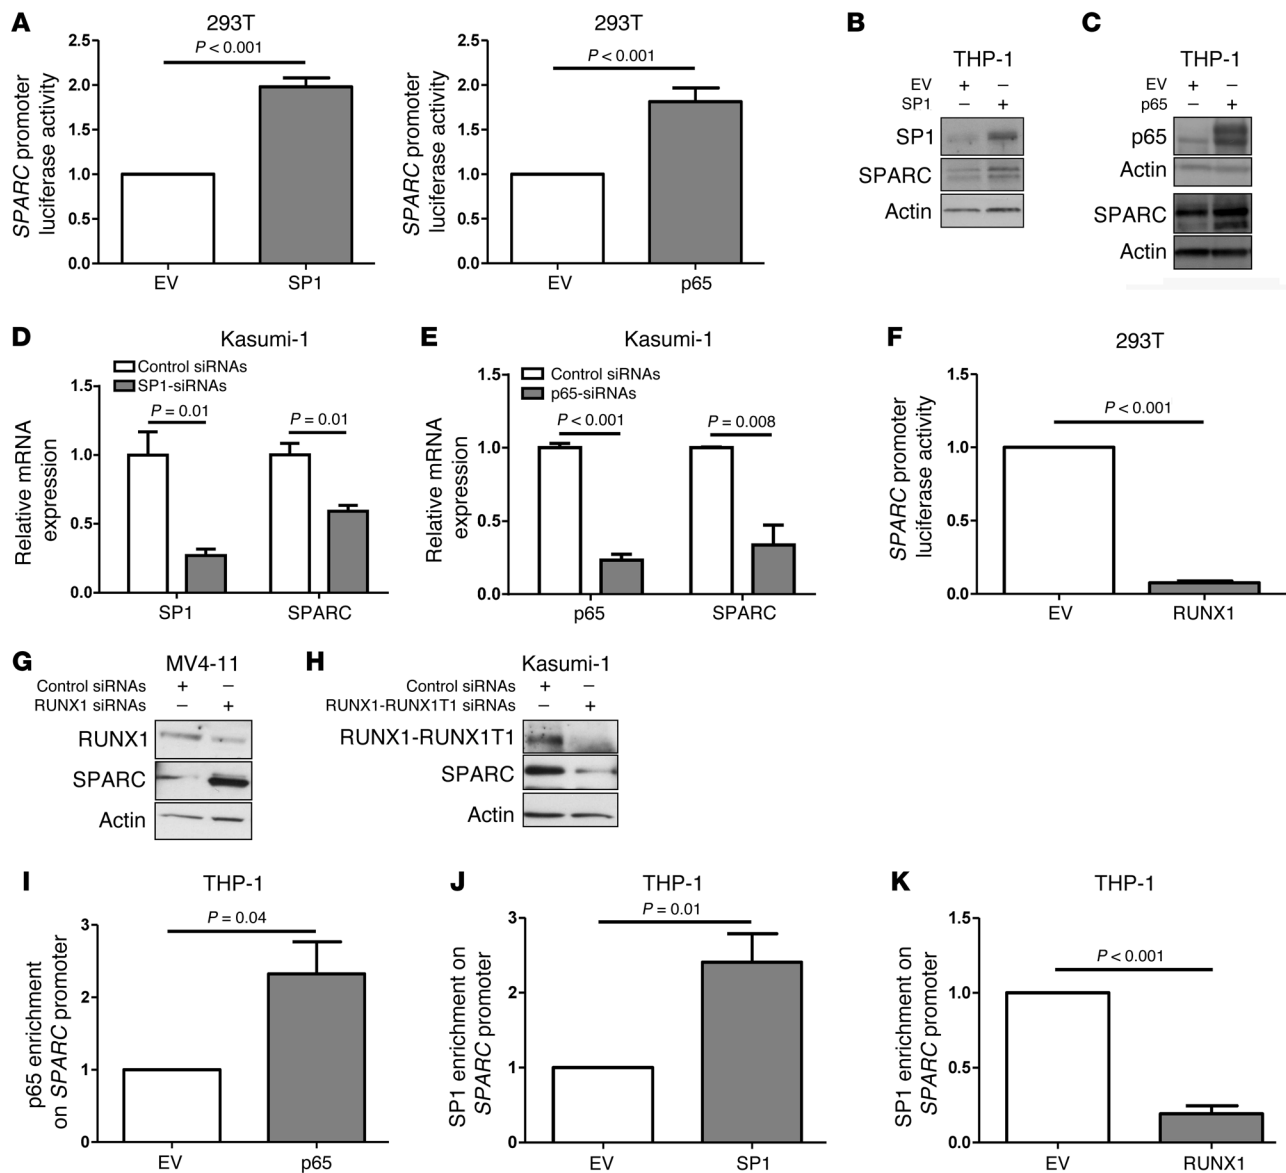 A
293T
SPARC promoter
luciferase activity
2.5
2.0
1.5
1.0
0.5
0.0
P < 0.001
EV
SP1
293T
SPARC promoter
luciferase activity
2.5
2.0
1.5
1.0
0.5
0.0
P < 0.001
EV
p65
B
THP-1
EV + −
SP1 − +
SP1
SPARC
Actin
C
THP-1
EV + −
p65 − +
p65
Actin
SPARC
Actin
D
Kasumi-1
Control siRNAs
SP1-siRNAs
Relative mRNA
expression
1.5
1.0
0.5
0.0
P = 0.01
P = 0.01
SP1
SPARC
E
Kasumi-1
Control siRNAs
p65-siRNAs
Relative mRNA
expression
1.5
1.0
0.5
0.0
P < 0.001
P = 0.008
p65
SPARC
F
293T
SPARC promoter
luciferase activity
1.5
1.0
0.5
0.0
P < 0.001
EV
RUNX1
G
MV4-11
Control siRNAs + −
RUNX1 siRNAs − +
RUNX1
SPARC
Actin
H
Kasumi-1
Control siRNAs + −
RUNX1-RUNX1T1 siRNAs − +
RUNX1-RUNX1T1
SPARC
Actin
I
THP-1
p65 enrichment
on SPARC promoter
3
2
1
0
P = 0.04
EV
p65
J
THP-1
SP1 enrichment on
SPARC promoter
3
2
1
0
P = 0.01
EV
SP1
K
THP-1
SP1 enrichment on
SPARC promoter
1.5
1.0
0.5
0.0
P < 0.001
EV
RUNX1